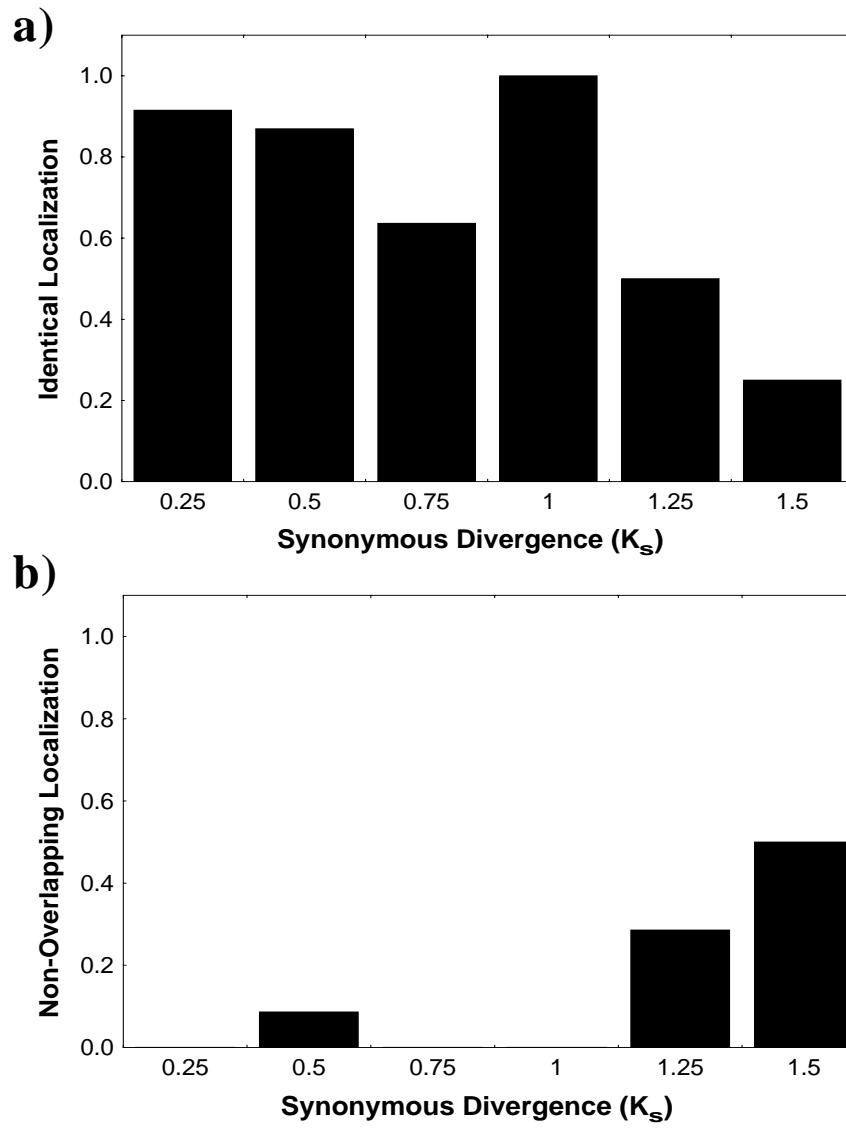 a)
1.0
0.8
0.6
0.4
0.2
0.0
Identical Localization
0.25 0.5 0.75 1 1.25 1.5
Synonymous Divergence (Ks)
b)
1.0
0.8
0.6
0.4
0.2
0.0
Non-Overlapping Localization
0.25 0.5 0.75 1 1.25 1.5
Synonymous Divergence (Ks)